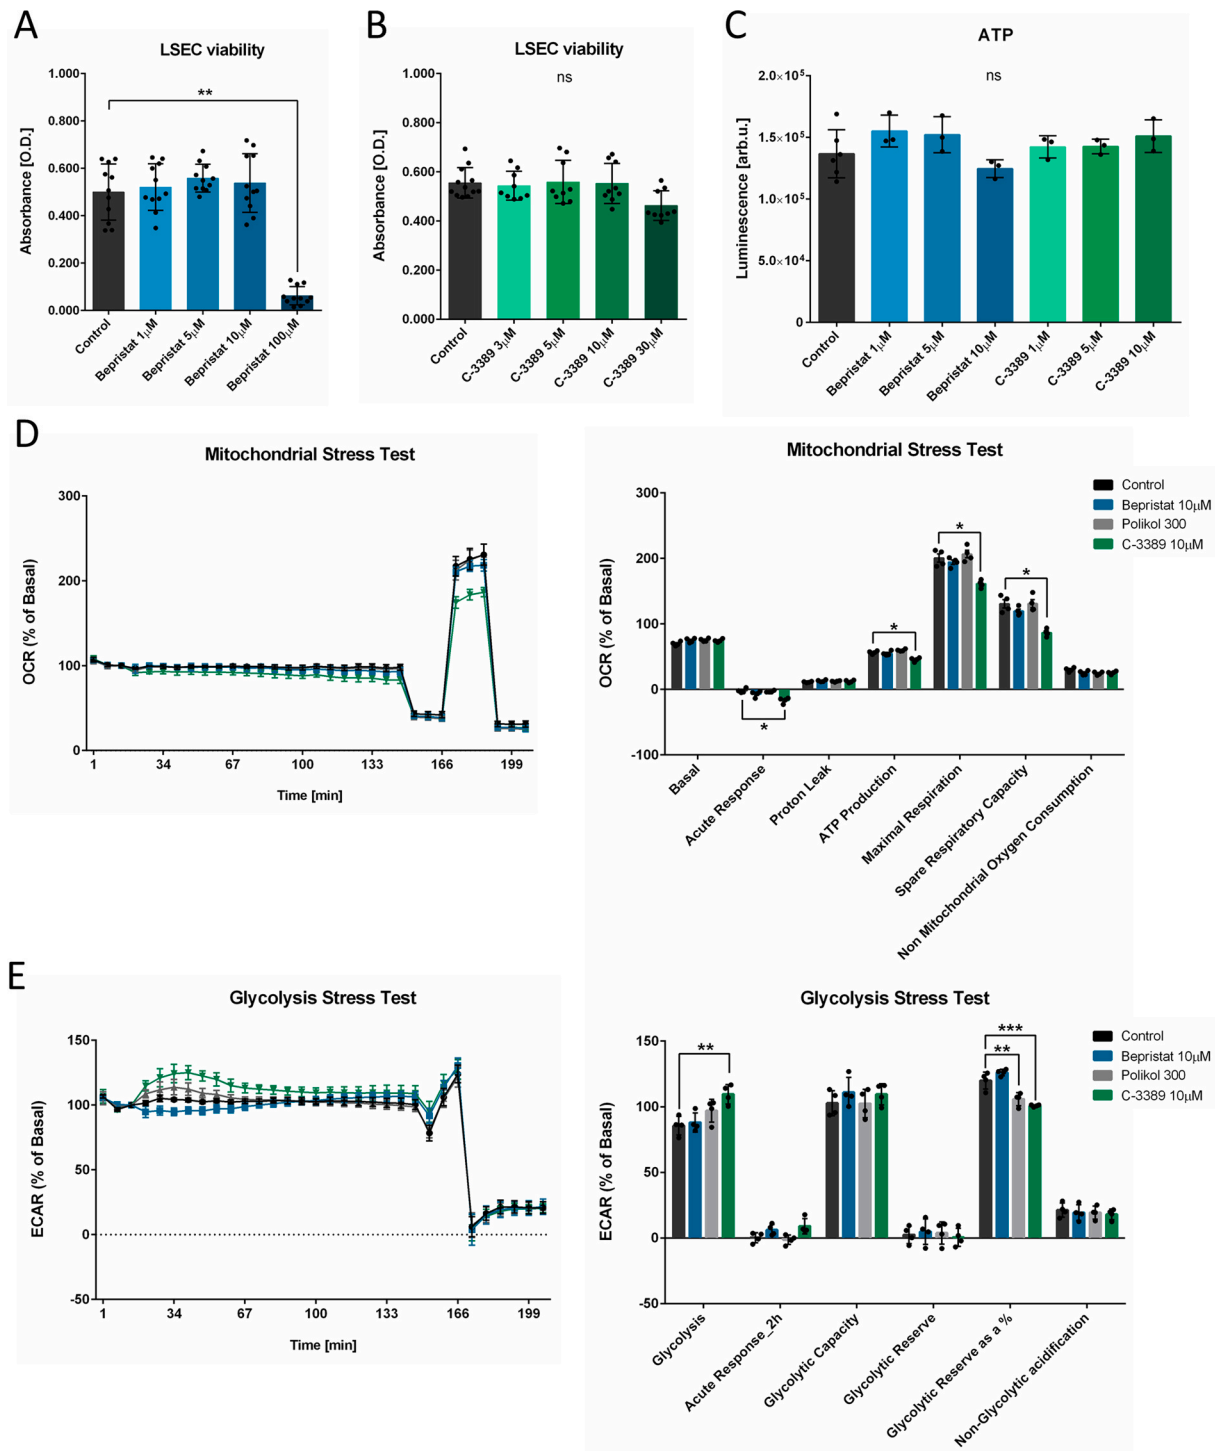 A
LSEC viability
**
Absorbance [O.D.]
1.000
0.800
0.600
0.400
0.200
0.000
Control
Bepristat 1µM
Bepristat 5µM
Bepristat 10µM
Bepristat 100µM
B
LSEC viability
ns
Absorbance [O.D.]
1.000
0.800
0.600
0.400
0.200
0.000
Control
C-3389 3µM
C-3389 5µM
C-3389 10µM
C-3389 30µM
C
ATP
ns
Luminescence [arb.u.]
2.0×10⁵
1.5×10⁵
1.0×10⁵
5.0×10⁴
0
Control
Bepristat 1µM
Bepristat 5µM
Bepristat 10µM
C-3389 1µM
C-3389 5µM
C-3389 10µM
D
Mitochondrial Stress Test
OCR (% of Basal)
300
200
100
0
1 34 67 100 133 166 199
Time [min]
Mitochondrial Stress Test
OCR (% of Basal)
300
200
100
0
-100
Control
Bepristat 10µM
Polikol 300
C-3389 10µM
*
*
*
*
Basal
Acute Response
Proton Leak
ATP Production
Maximal Respiration
Spare Respiratory Capacity
Non Mitochondrial Oxygen Consumption
E
Glycolysis Stress Test
ECAR (% of Basal)
150
100
50
0
-50
1 34 67 100 133 166 199
Time [min]
Glycolysis Stress Test
ECAR (% of Basal)
150
100
50
0
-50
Control
Bepristat 10µM
Polikol 300
C-3389 10µM
**
***
**
Glycolysis
Acute Response_2h
Glycolytic Capacity
Glycolytic Reserve
Glycolytic Reserve as a %
Non-Glycolytic acidification